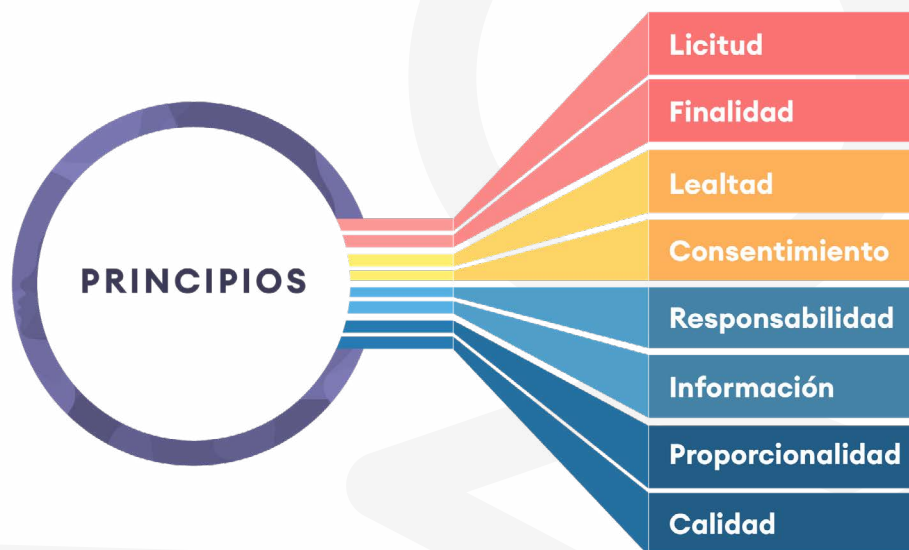 PRINCIPIOS
Licitud
Finalidad
Lealtad
Consentimiento
Responsabilidad
Información
Proporcionalidad
Calidad